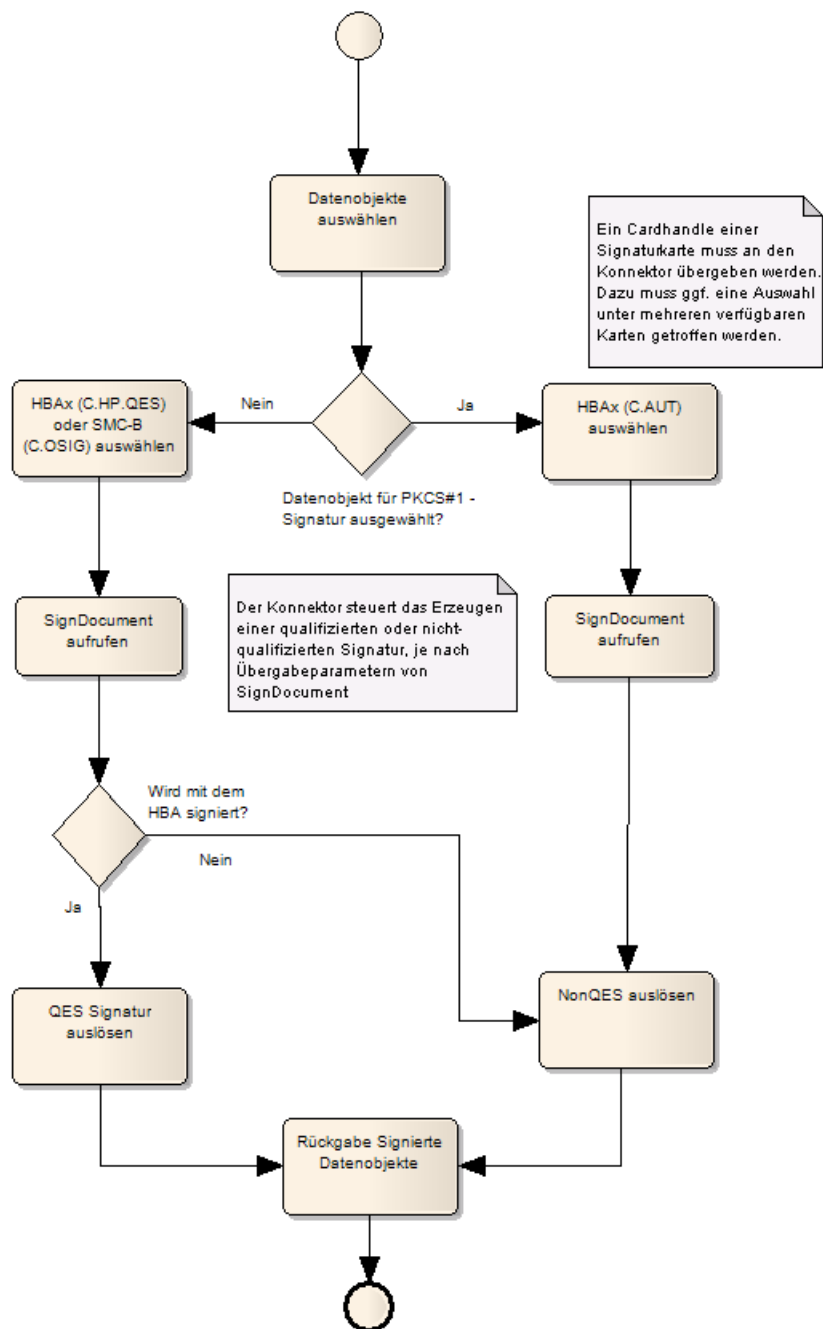 Datenobjekte
auswählen
Ein Cardhandle einer
Signaturkarte muss an den
Konnektor übergeben werden.
Dazu muss ggf. eine Auswahl
unter mehreren verfügbaren
Karten getroffen werden.
HBAx (C.HP.QES)
oder SMC-B
(C.OSIG) auswählen
Nein
Ja
HBAx (C.AUT)
auswählen
Datenobjekt für PKCS#1 -
Signatur ausgewählt?
SignDocument
aufrufen
Der Konnektor steuert das Erzeugen
einer qualifizierten oder nicht-
qualifizierten Signatur, je nach
Übergabeparametern von
SignDocument
SignDocument
aufrufen
Wird mit dem
HBA signiert?
Nein
Ja
QES Signatur
auslösen
NonQES auslösen
Rückgabe Signierte
Datenobjekte